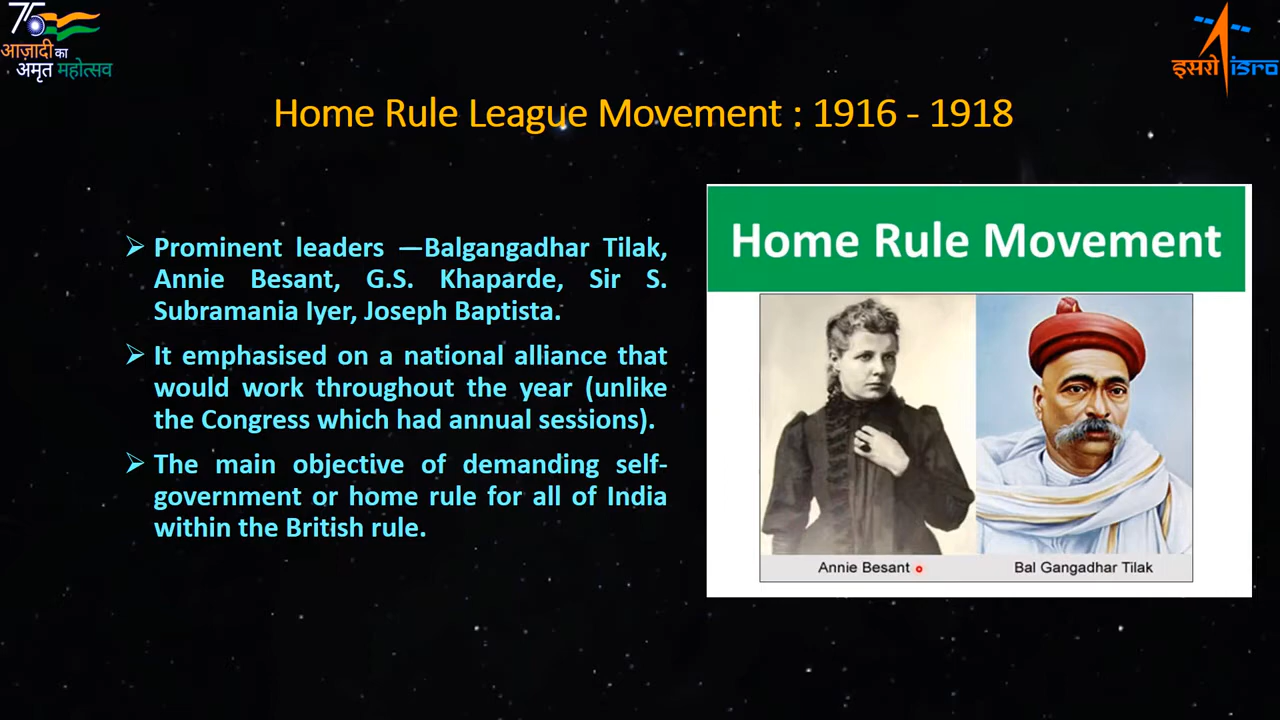 75
आज़ादी का
अमृत महोत्सव
इसरो isro
Home Rule League Movement : 1916 - 1918
➢ Prominent leaders —Balgangadhar Tilak,
Annie Besant, G.S. Khaparde, Sir S.
Subramania Iyer, Joseph Baptista.
➢ It emphasised on a national alliance that
would work throughout the year (unlike
the Congress which had annual sessions).
➢ The main objective of demanding self-
government or home rule for all of India
within the British rule.
Home Rule Movement
Annie Besant
Bal Gangadhar Tilak